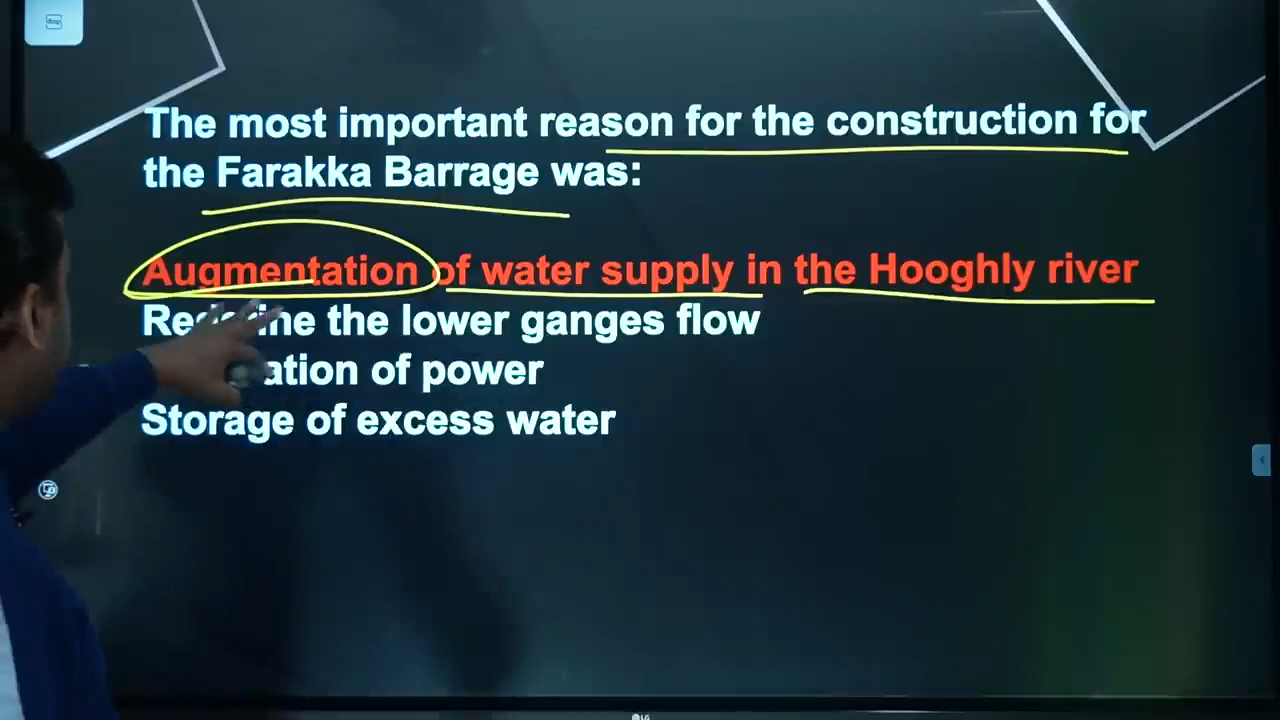 The most important reason for the construction for
the Farakka Barrage was:
Augmentation of water supply in the Hooghly river
the lower ganges flow
of power
Storage of excess water
LG